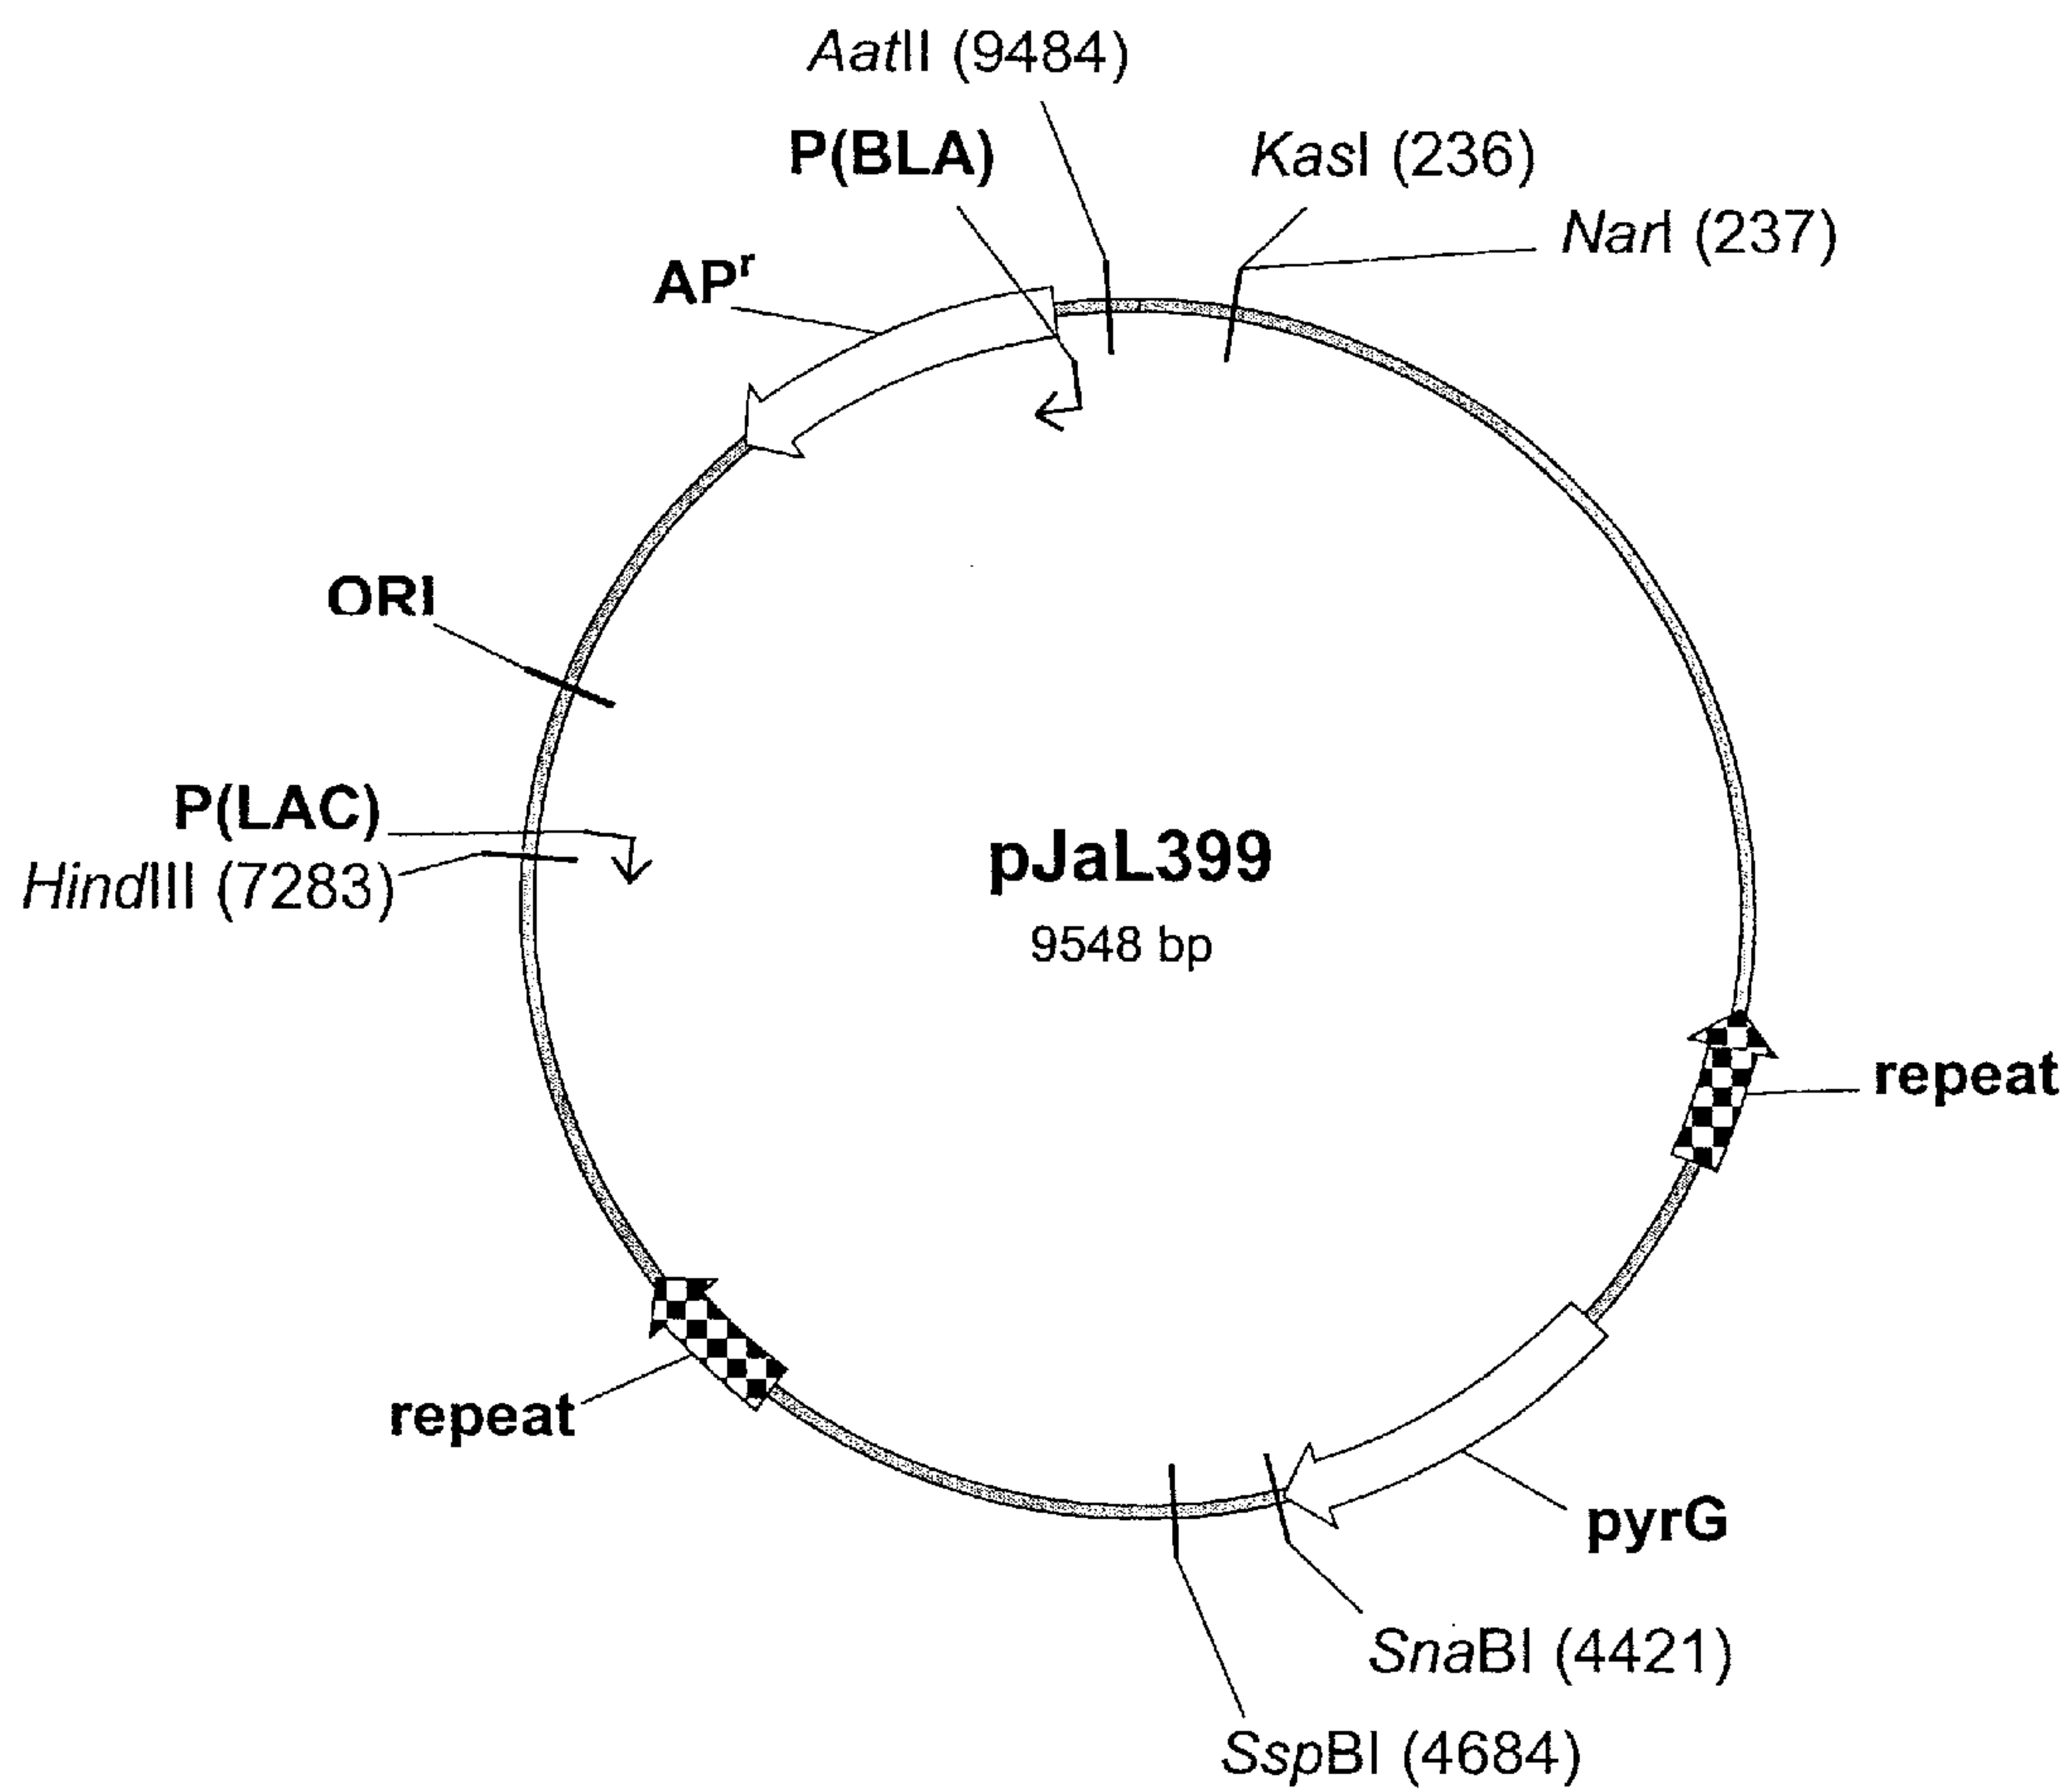 AatII (9484)
P(BLA)
KasI (236)
NarI (237)
APʳ
ORI
P(LAC)
HindIII (7283)
pJaL399
9548 bp
repeat
repeat
pyrG
SnaBI (4421)
SspBI (4684)